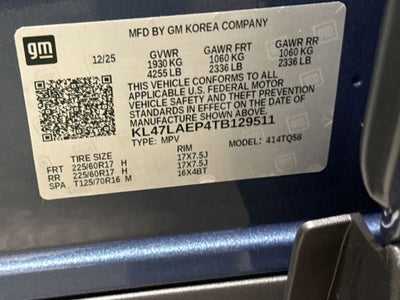 MFD BY GM KOREA COMPANY
gm
12/25 GVWR GAWR FRT GAWR RR
1930 KG 1060 KG 1060 KG
4255 LB 2336 LB 2336 LB
THIS VEHICLE CONFORMS TO ALL
APPLICABLE U.S. FEDERAL MOTOR
VEHICLE SAFETY AND THEFT PREVENTION
STANDARDS IN EFFECT ON THE DATE OF
MANUFACTURE SHOWN ABOVE.
KL47LAEP4TB129511
TYPE: MPV MODEL: 414TQ58
TIRE SIZE RIM
FRT 225/60R17 H 17X7.5J
RR 225/60R17 H 17X7.5J
SPA T125/70R16 M 16X4BT